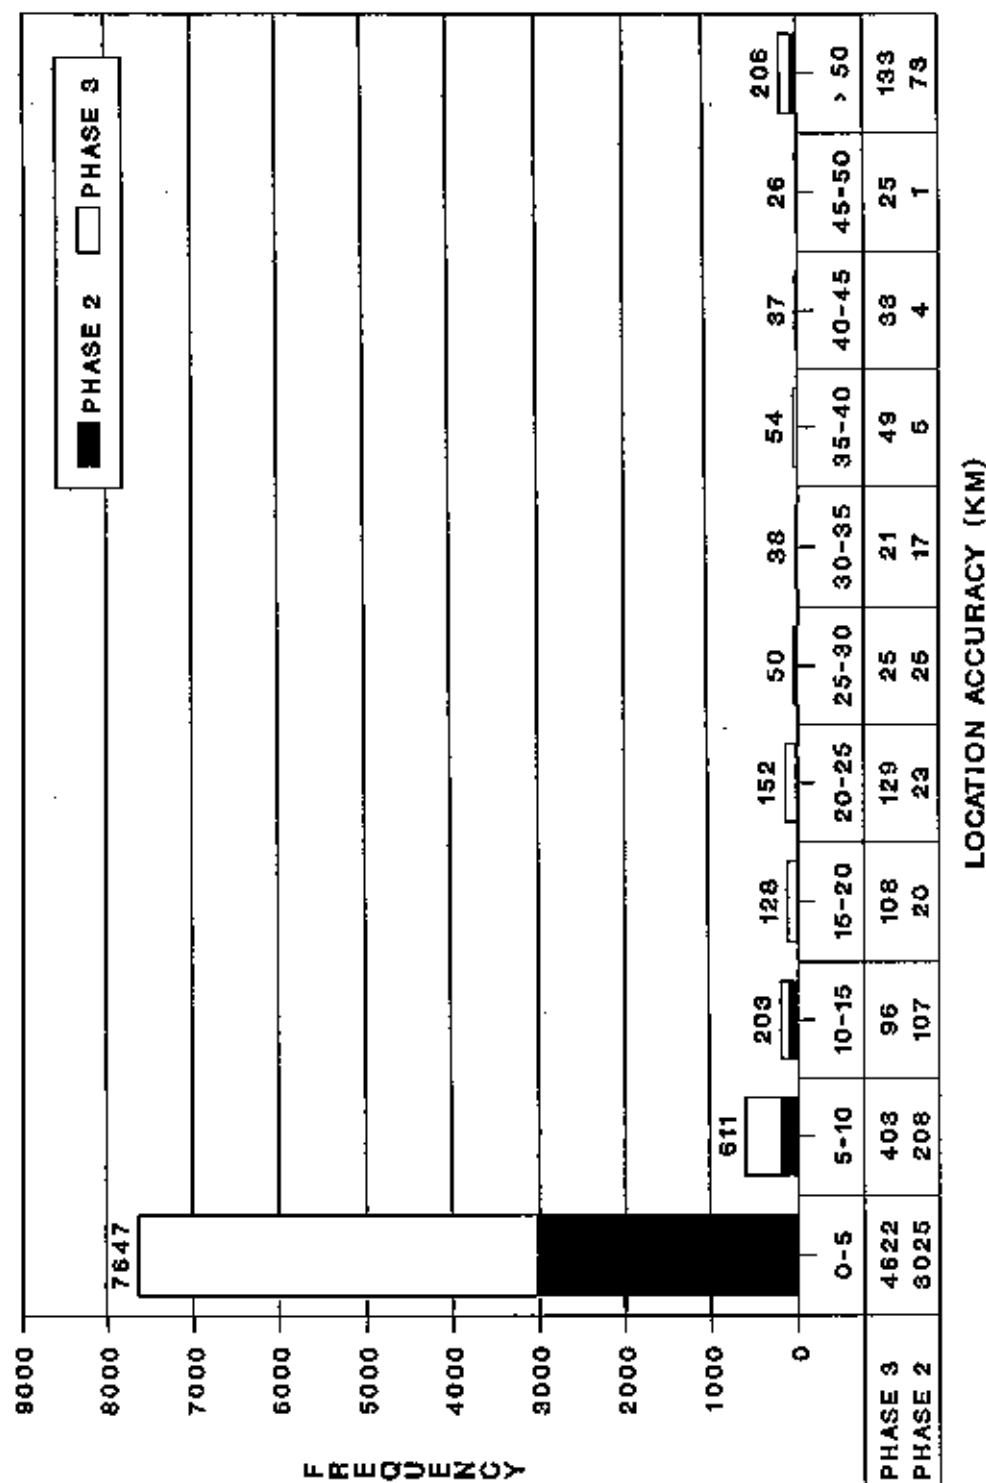 PHASE 2 PHASE 3
FREQUENCY
9000
8000
7000
6000
5000
4000
3000
2000
1000
0
7647 611 203 128 152 50 38 54 37 26 206
0-5 5-10 10-15 15-20 20-25 25-30 30-35 35-40 40-45 45-50 > 50
PHASE 3 4622 403 96 108 129 25 21 49 33 25 133
PHASE 2 3025 208 107 20 23 25 17 5 4 1 73
LOCATION ACCURACY (KM)